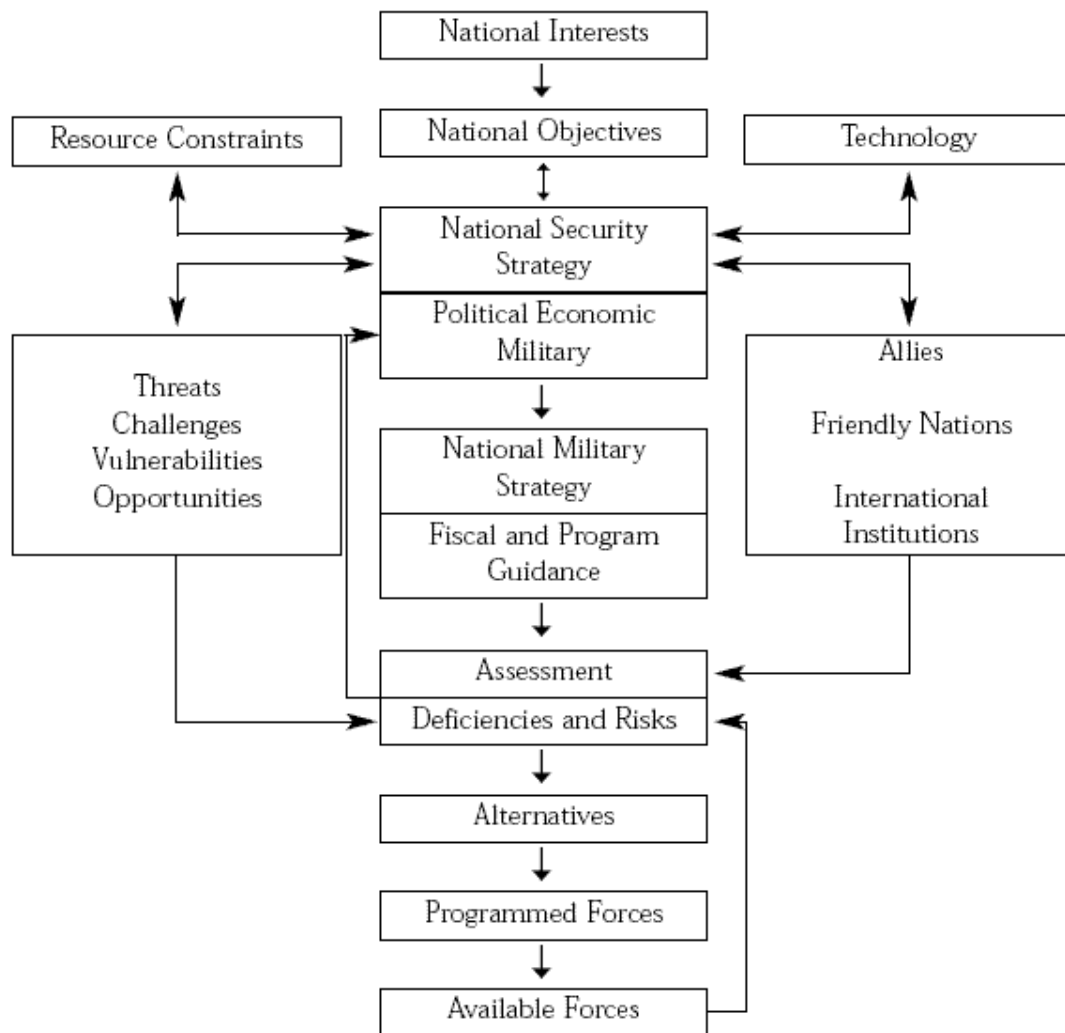 National Interests
National Objectives
Resource Constraints
Technology
National Security
Strategy
Political Economic
Military
Threats
Challenges
Vulnerabilities
Opportunities
Allies
Friendly Nations
International
Institutions
National Military
Strategy
Fiscal and Program
Guidance
Assessment
Deficiencies and Risks
Alternatives
Programmed Forces
Available Forces